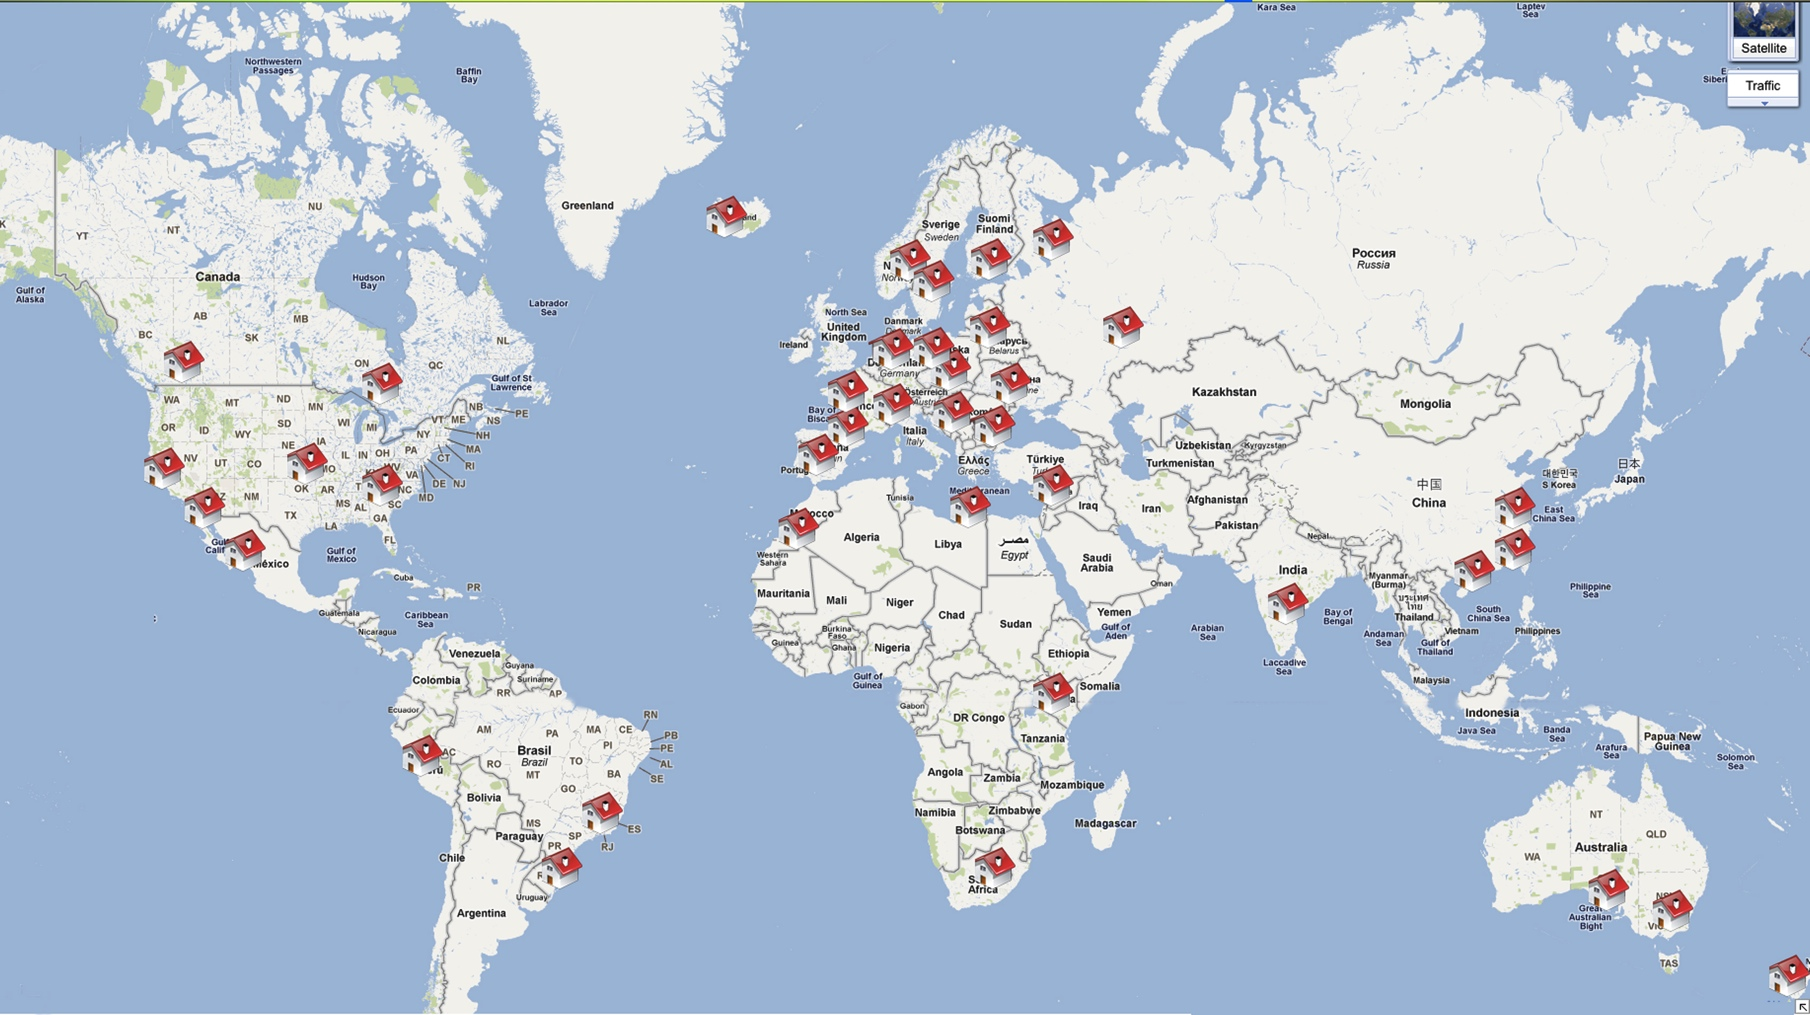 Kara Sea
Laptev
Sea
Satellite
Traffic
Northwestern
Passages
Baffin
Bay
Greenland
NU
NT
YT
Canada
Hudson
Bay
Gulf of
Alaska
Labrador
Sea
BC
AB
SK
MB
ON
QC
NL
Gulf of St
Lawrence
WA
MT
ND
MN
OR
ID
WY
SD
WI
MI
NB
PE
NS
VT
ME
NH
MA
NY
CT
RI
NV
UT
CO
NE
IA
IL
IN
OH
PA
NJ
DE
MD
VA
NC
SC
MO
OK
AR
NM
TX
MS
AL
GA
LA
FL
México
Gulf of
Mexico
Cuba
PR
Guatemala
Caribbean
Sea
Nicaragua
Venezuela
Guyana
Suriname
Colombia
RR
AP
Ecuador
AM
PA
MA
CE
RN
PB
PE
AL
SE
PI
AC
Brasil
Brazil
RO
TO
MT
BA
GO
Bolivia
MS
SP
ES
RJ
Paraguay
PR
Chile
Uruguay
Argentina
Sverige
Sweden
Suomi
Finland
Россия
Russia
North Sea
United
Kingdom
Ireland
Danmark
Germany
Belarus
Bay of
Österreich
Italia
Italy
Ελλάς
Greece
Türkiye
Tunisia
Algeria
Libya
مصر
Egypt
Western
Sahara
Mauritania
Mali
Niger
Chad
Sudan
Burkina
Faso
Guinea
Ghana
Nigeria
Ethiopia
Gulf of
Guinea
Gabon
DR Congo
Somalia
Tanzania
Angola
Zambia
Mozambique
Namibia
Zimbabwe
Botswana
Madagascar
Africa
Iraq
Iran
Saudi
Arabia
Oman
Yemen
Gulf of
Aden
Arabian
Sea
Kazakhstan
Uzbekistan
Kyrgyzstan
Turkmenistan
Afghanistan
Pakistan
Nepal
India
Bay of
Bengal
Laccadive
Sea
Mongolia
中国
China
대한민국
S Korea
日本
Japan
East
China Sea
Myanmar
(Burma)
ประเทศ
ไทย
Thailand
Vietnam
South
China Sea
Philippine
Sea
Philippines
Andaman
Sea
Gulf of
Thailand
Malaysia
Indonesia
Java Sea
Banda
Sea
Arafura
Sea
Papua New
Guinea
Solomon
Sea
NT
QLD
Australia
WA
Great
Australian
Bight
TAS